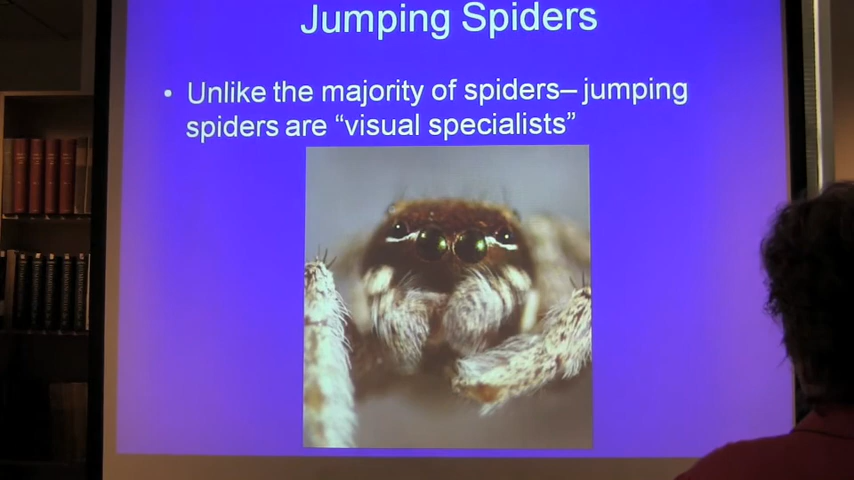 Jumping Spiders
• Unlike the majority of spiders– jumping
spiders are “visual specialists”